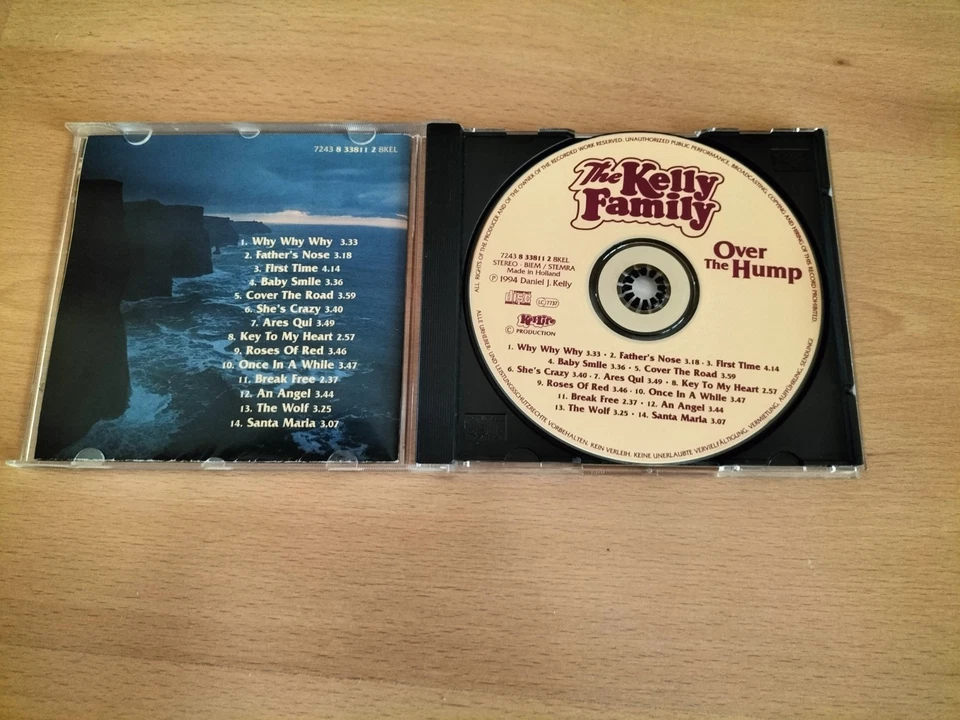 7243 8 33811 2 8KEL
1. Why Why Why 3.33
2. Father's Nose 3.18
3. First Time 4.14
4. Baby Smile 3.36
5. Cover The Road 3.59
6. She's Crazy 3.40
7. Ares Qui 3.49
8. Key To My Heart 2.57
9. Roses Of Red 3.46
10. Once In A While 3.47
11. Break Free 2.37
12. An Angel 3.44
13. The Wolf 3.25
14. Santa Maria 3.07
ALL RIGHTS OF THE PRODUCER AND OF THE OWNER OF THE RECORDED WORK RESERVED. UNAUTHORIZED PUBLIC PERFORMANCE, BROADCASTING, COPYING AND HIRING OF THIS RECORD PROHIBITED
The Kelly
Family
Over
The Hump
7243 8 33811 2 8KEL
STEREO · BIEM / STEMRA
Made in Holland
℗ 1994 Daniel J. Kelly
COMPACT
disc
DIGITAL AUDIO
LC 7737
KelLife
© PRODUCTION
1. Why Why Why 3.33 · 2. Father's Nose 3.18 · 3. First Time 4.14
4. Baby Smile 3.36 · 5. Cover The Road 3.59
6. She's Crazy 3.40 · 7. Ares Qui 3.49 · 8. Key To My Heart 2.57
9. Roses Of Red 3.46 · 10. Once In A While 3.47
11. Break Free 2.37 · 12. An Angel 3.44
13. The Wolf 3.25 · 14. Santa Maria 3.07
ALLE URHEBER- UND LEISTUNGSSCHUTZRECHTE VORBEHALTEN. KEIN VERLEIH. KEINE UNERLAUBTE VERVIELFÄLTIGUNG, VERMIETUNG, AUFFÜHRUNG, SENDUNG!